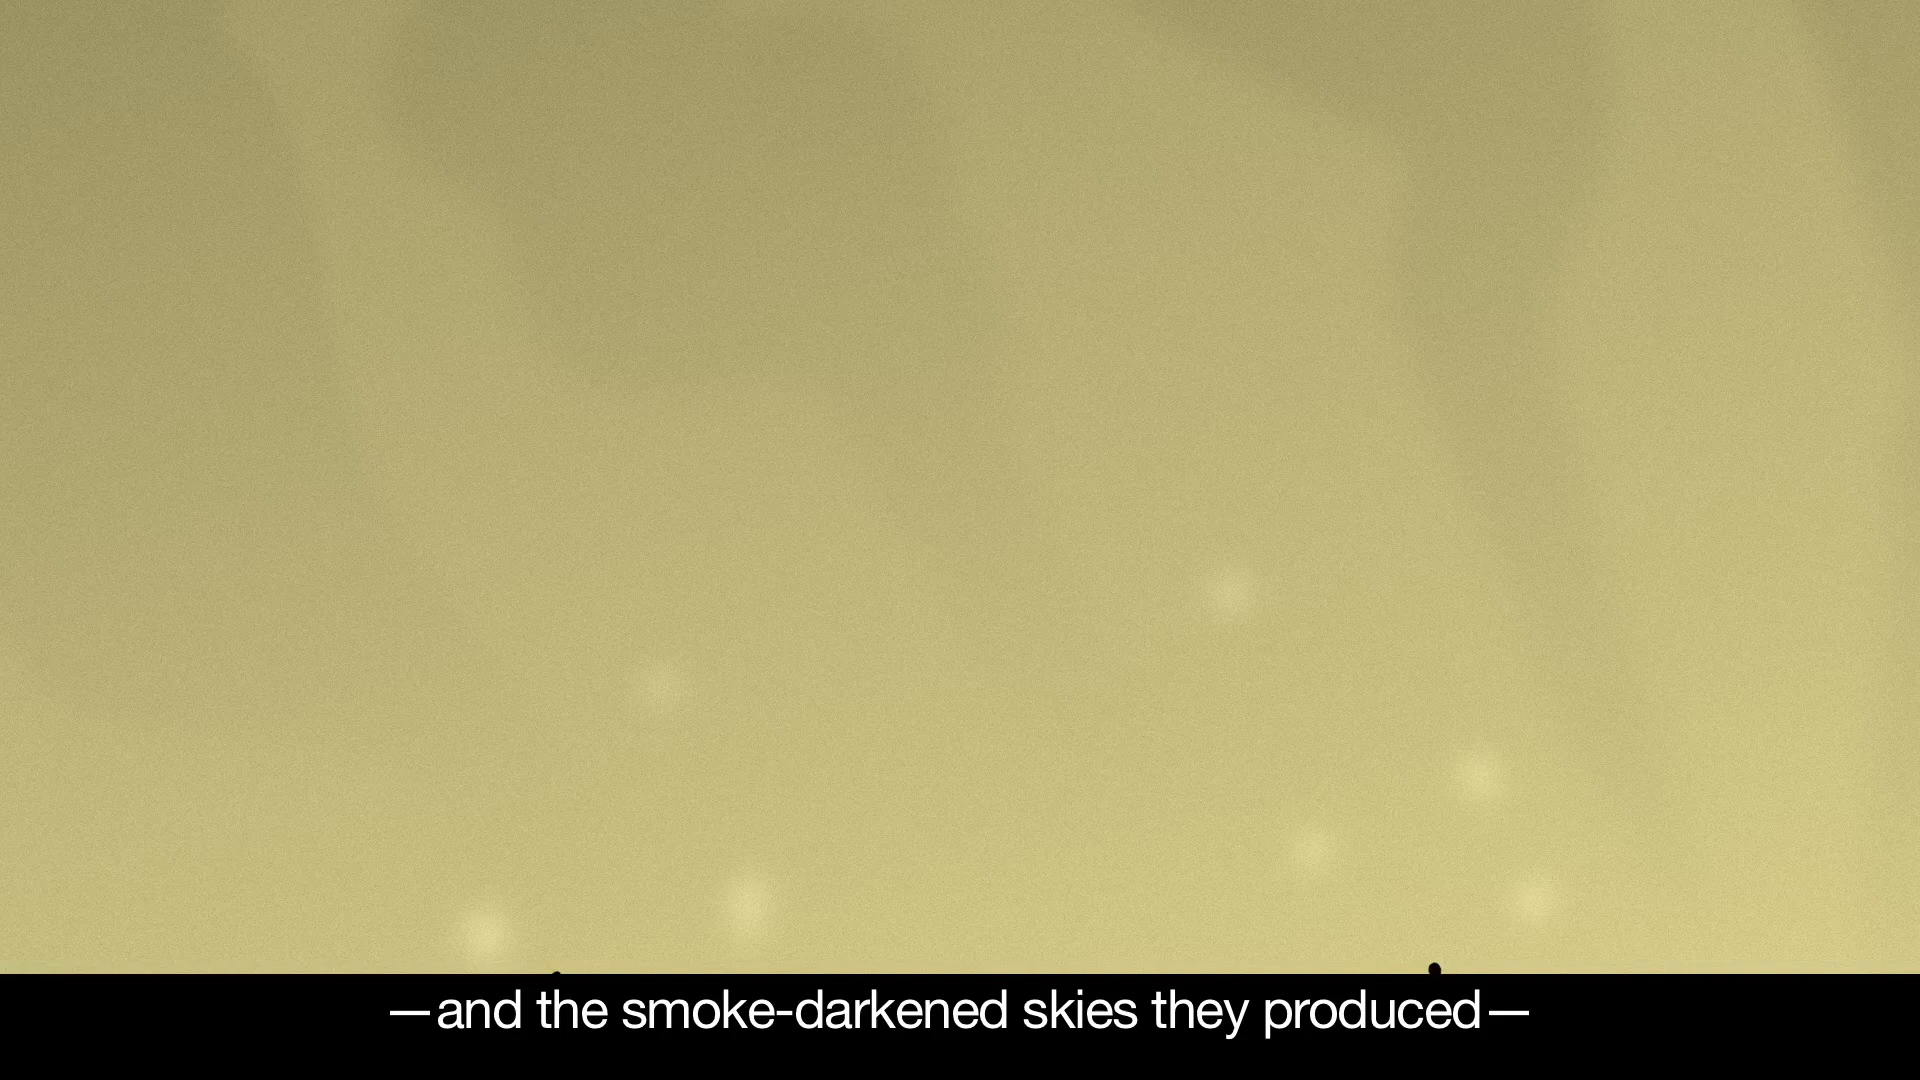 —and the smoke-darkened skies they produced—